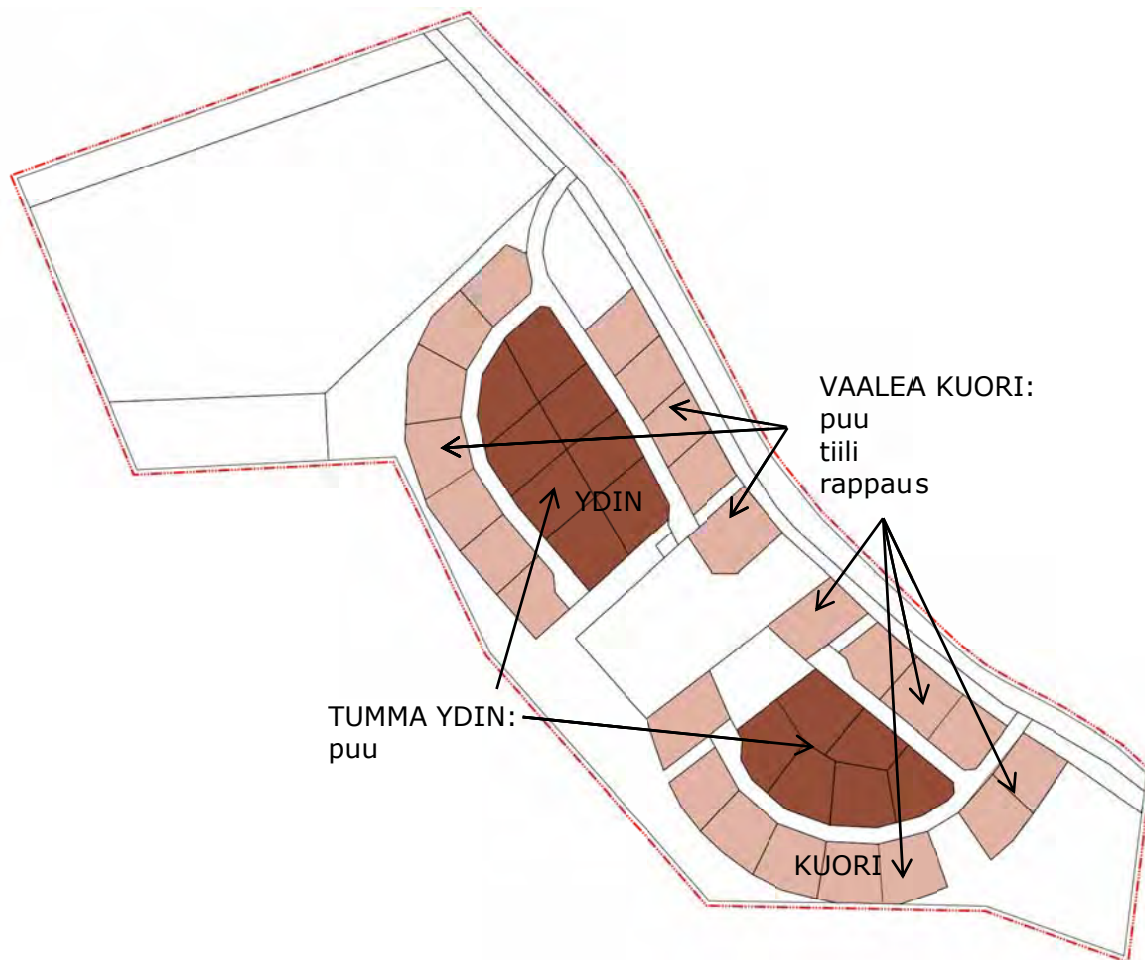 VAALEA KUORI:
puu
tiili
rappaus
YDIN
TUMMA YDIN:
puu
KUORI